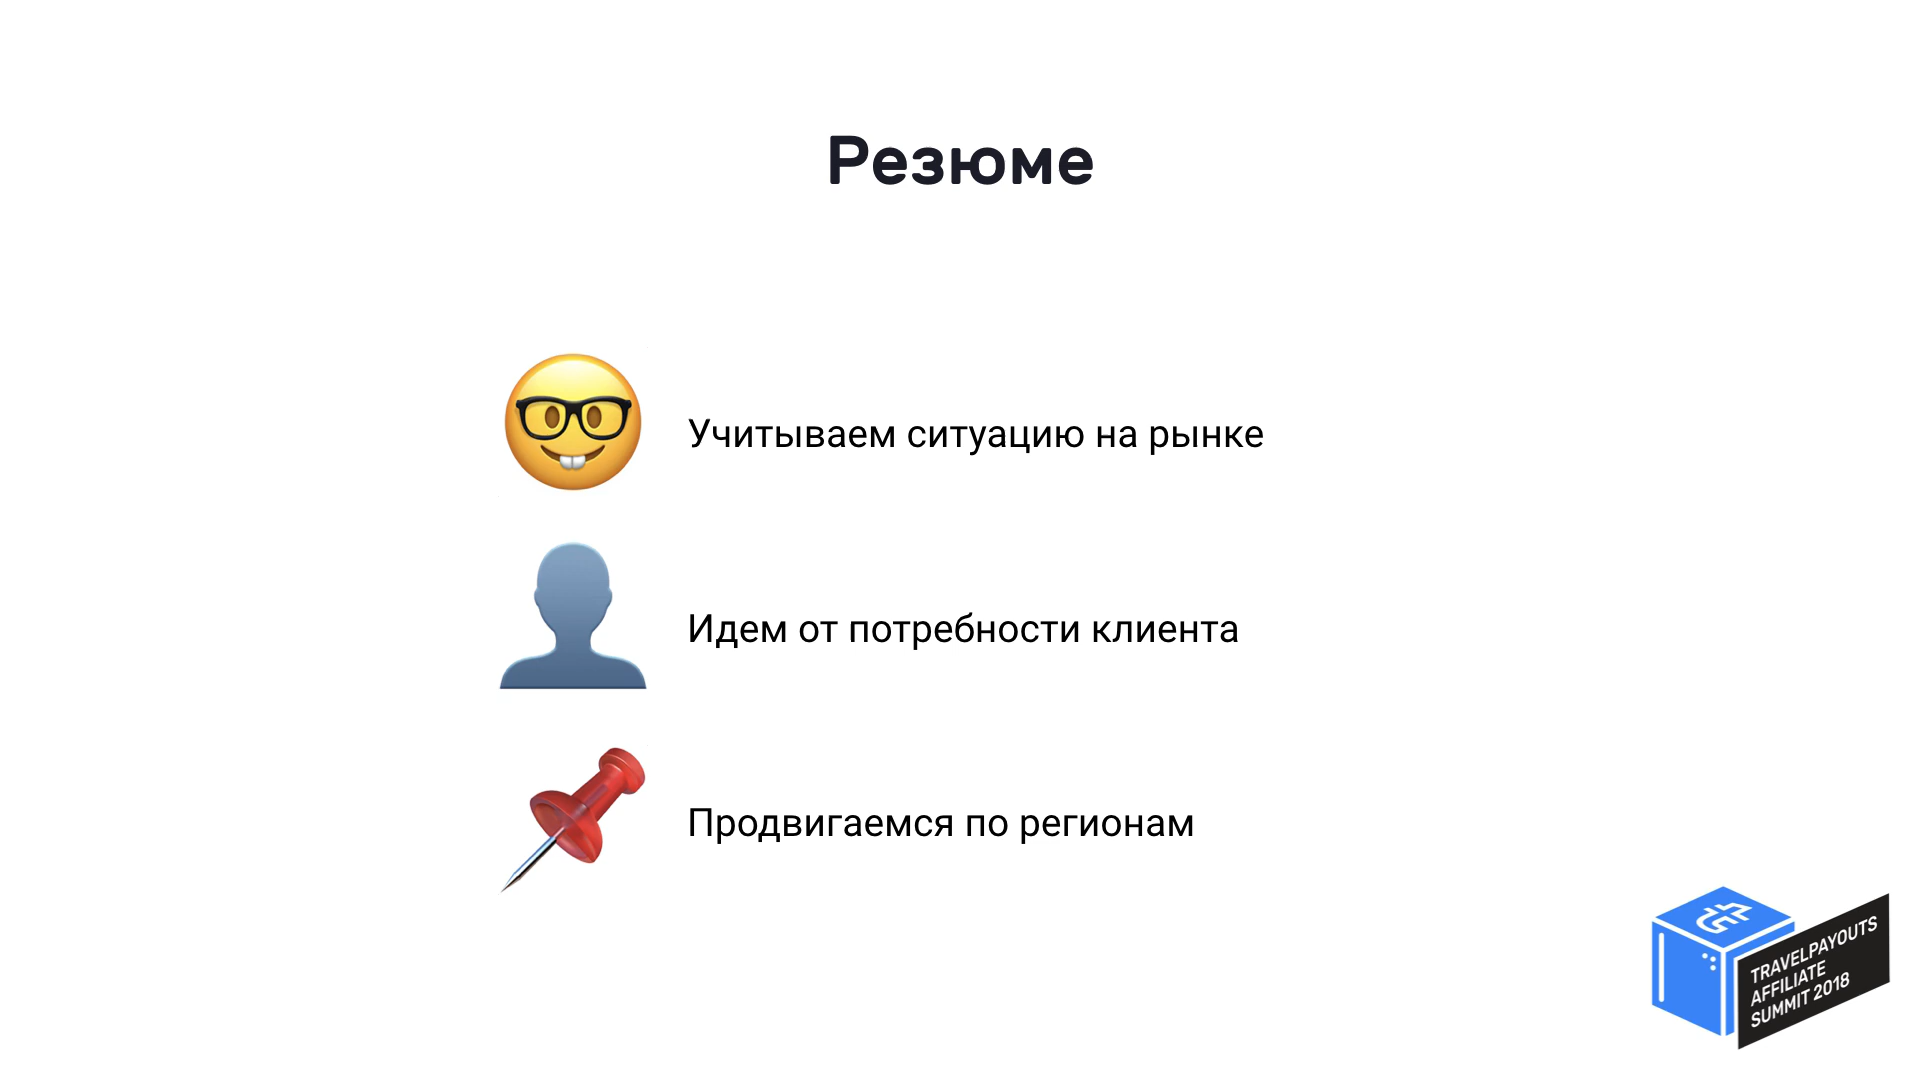 Резюме
Учитываем ситуацию на рынке
Идем от потребности клиента
Продвигаемся по регионам
TRAVELPAYOUTS
AFFILIATE
SUMMIT 2018